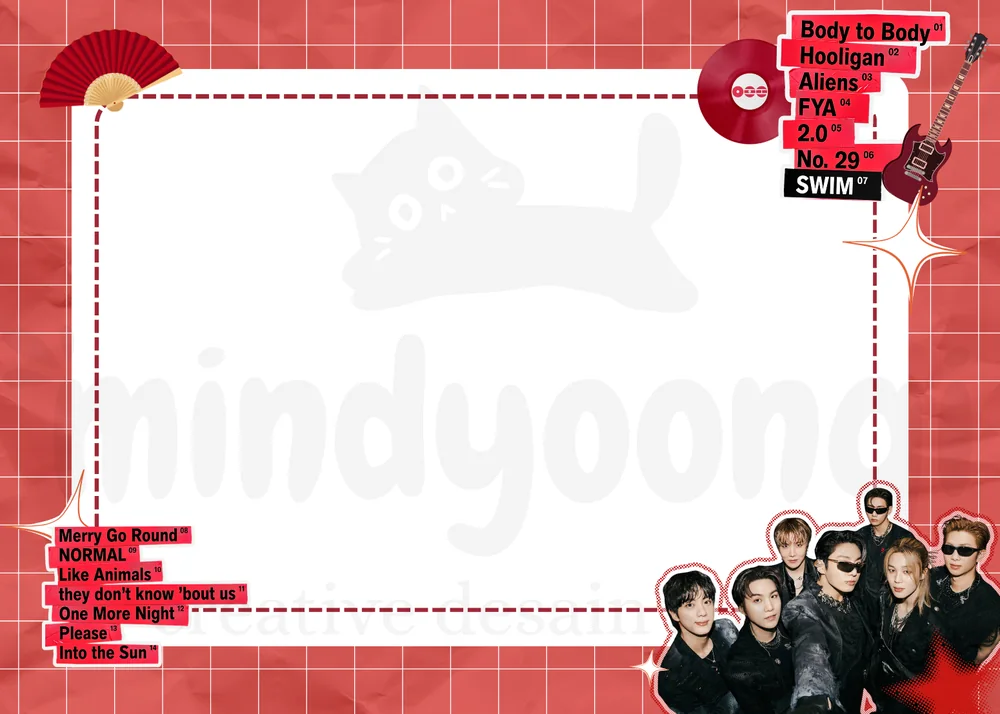 Body to Body 01
Hooligan 02
Aliens 03
FYA 04
2.0 05
No. 29 06
SWIM 07
mindyoong
creative desain
Merry Go Round 08
NORMAL 09
Like Animals 10
they don't know 'bout us 11
One More Night 12
Please 13
Into the Sun 14